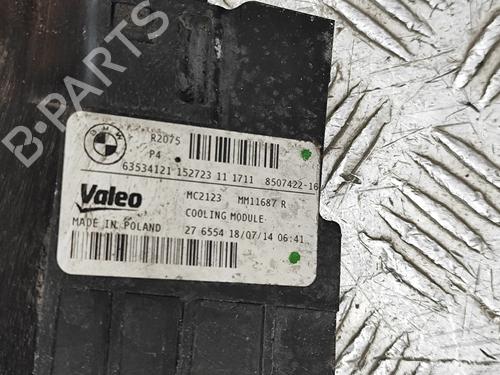 B-PARTS
BMW
R2075
P4
63534121 152723 11 1711 8507422-16
Valeo
MC2123 MM11687 R
COOLING MODULE
MADE IN POLAND
27 6554 18/07/14 06:41